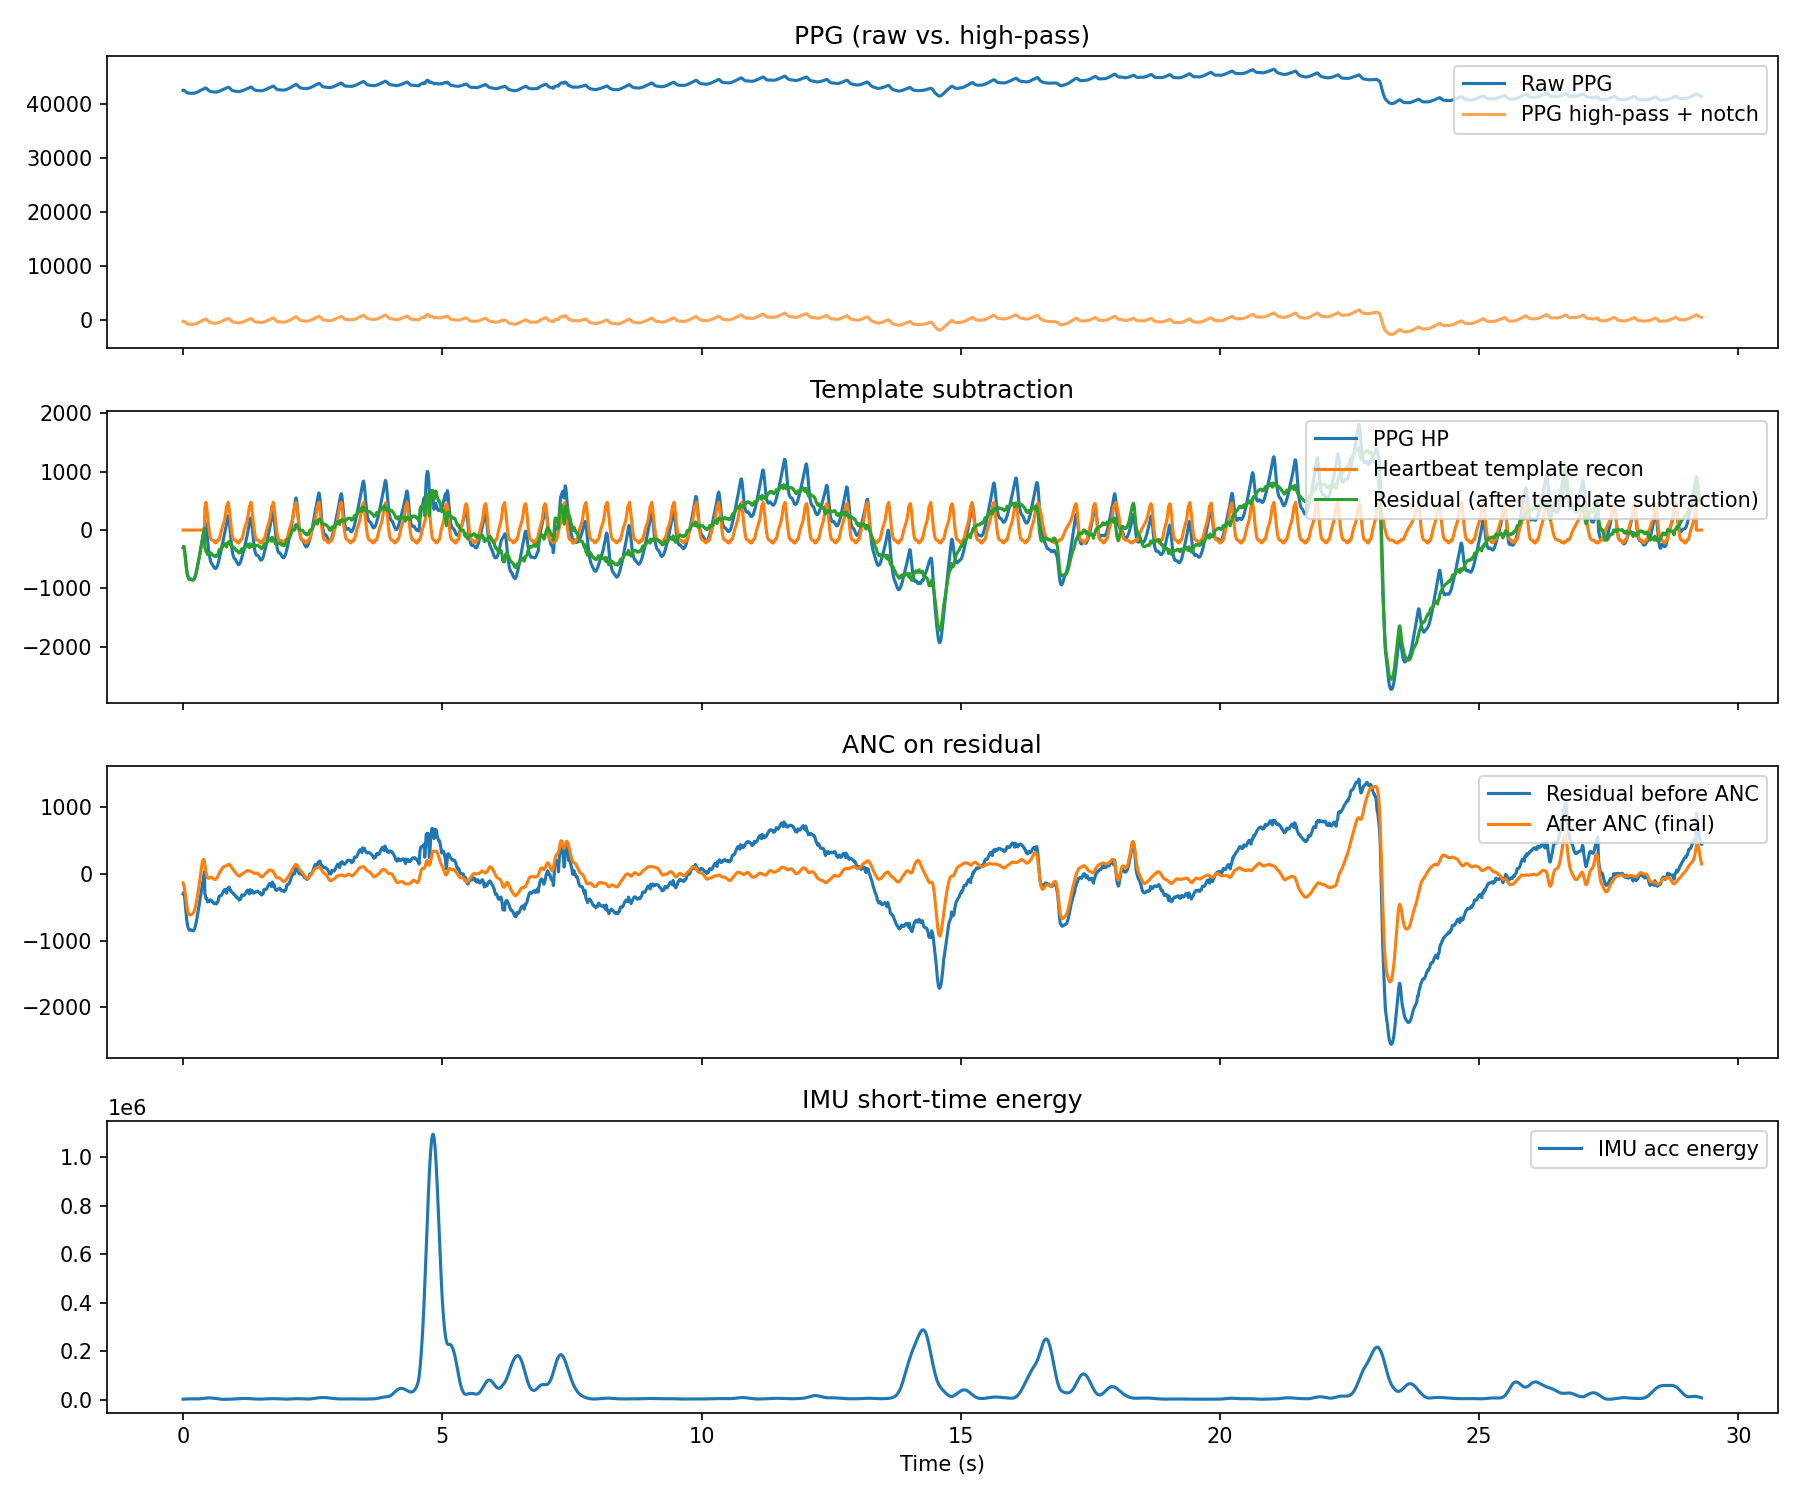 PPG (raw vs. high-pass)
40000
30000
20000
10000
0
Raw PPG
PPG high-pass + notch
Template subtraction
2000
1000
0
−1000
−2000
PPG HP
Heartbeat template recon
Residual (after template subtraction)
ANC on residual
1000
0
−1000
−2000
Residual before ANC
After ANC (final)
IMU short-time energy
1e6
1.0
0.8
0.6
0.4
0.2
0.0
IMU acc energy
0 5 10 15 20 25 30
Time (s)